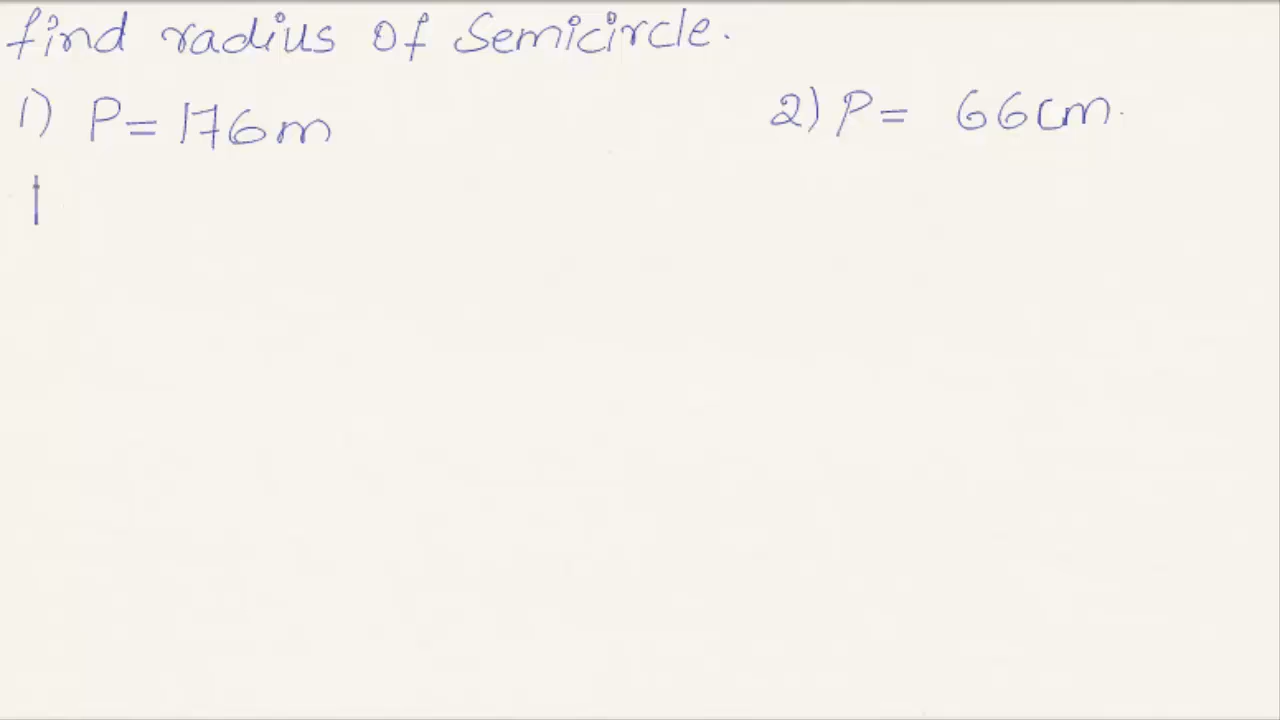 find radius of Semicircle.
1) P = 176m
2) P = 66cm.